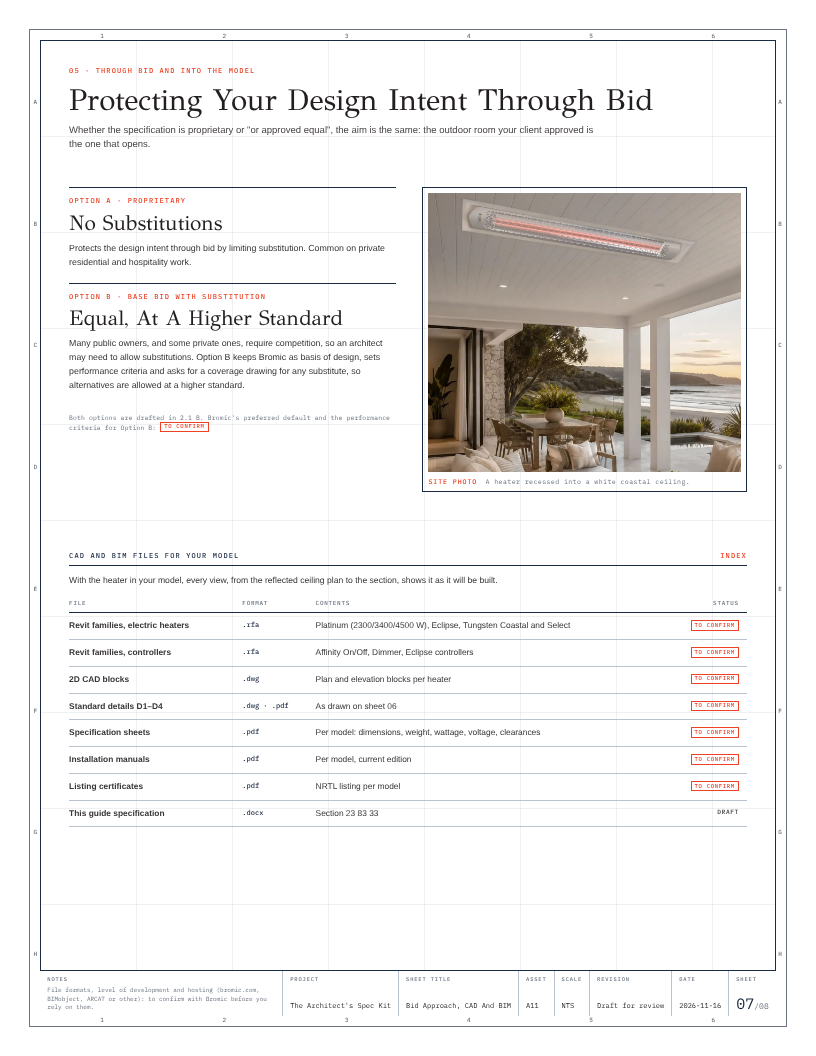 1 2 3 4 5 6
A A
05 · THROUGH BID AND INTO THE MODEL
Protecting Your Design Intent Through Bid
Whether the specification is proprietary or "or approved equal", the aim is the same: the outdoor room your client approved is
the one that opens.
B B
OPTION A · PROPRIETARY
No Substitutions
Protects the design intent through bid by limiting substitution. Common on private
residential and hospitality work.
OPTION B · BASE BID WITH SUBSTITUTION
Equal, At A Higher Standard
C C
Many public owners, and some private ones, require competition, so an architect
may need to allow substitutions. Option B keeps Bromic as basis of design, sets
performance criteria and asks for a coverage drawing for any substitute, so
alternatives are allowed at a higher standard.
Both options are drafted in 2.1 B. Bromic's preferred default and the performance
criteria for Option B: TO CONFIRM
D D
SITE PHOTO A heater recessed into a white coastal ceiling.
CAD AND BIM FILES FOR YOUR MODEL INDEX
With the heater in your model, every view, from the reflected ceiling plan to the section, shows it as it will be built.
E E
FILE FORMAT CONTENTS STATUS
Revit families, electric heaters .rfa Platinum (2300/3400/4500 W), Eclipse, Tungsten Coastal and Select TO CONFIRM
Revit families, controllers .rfa Affinity On/Off, Dimmer, Eclipse controllers TO CONFIRM
2D CAD blocks .dwg Plan and elevation blocks per heater TO CONFIRM
Standard details D1–D4 .dwg · .pdf As drawn on sheet 06 TO CONFIRM
F F
Specification sheets .pdf Per model: dimensions, weight, wattage, voltage, clearances TO CONFIRM
Installation manuals .pdf Per model, current edition TO CONFIRM
Listing certificates .pdf NRTL listing per model TO CONFIRM
This guide specification .docx Section 23 83 33 DRAFT
G G
H H
NOTES PROJECT SHEET TITLE ASSET SCALE REVISION DATE SHEET
File formats, level of development and hosting (bromic.com,
BIMobject, ARCAT or other): to confirm with Bromic before you
rely on them.
The Architect's Spec Kit Bid Approach, CAD And BIM A11 NTS Draft for review 2026-11-16 07/08
1 2 3 4 5 6